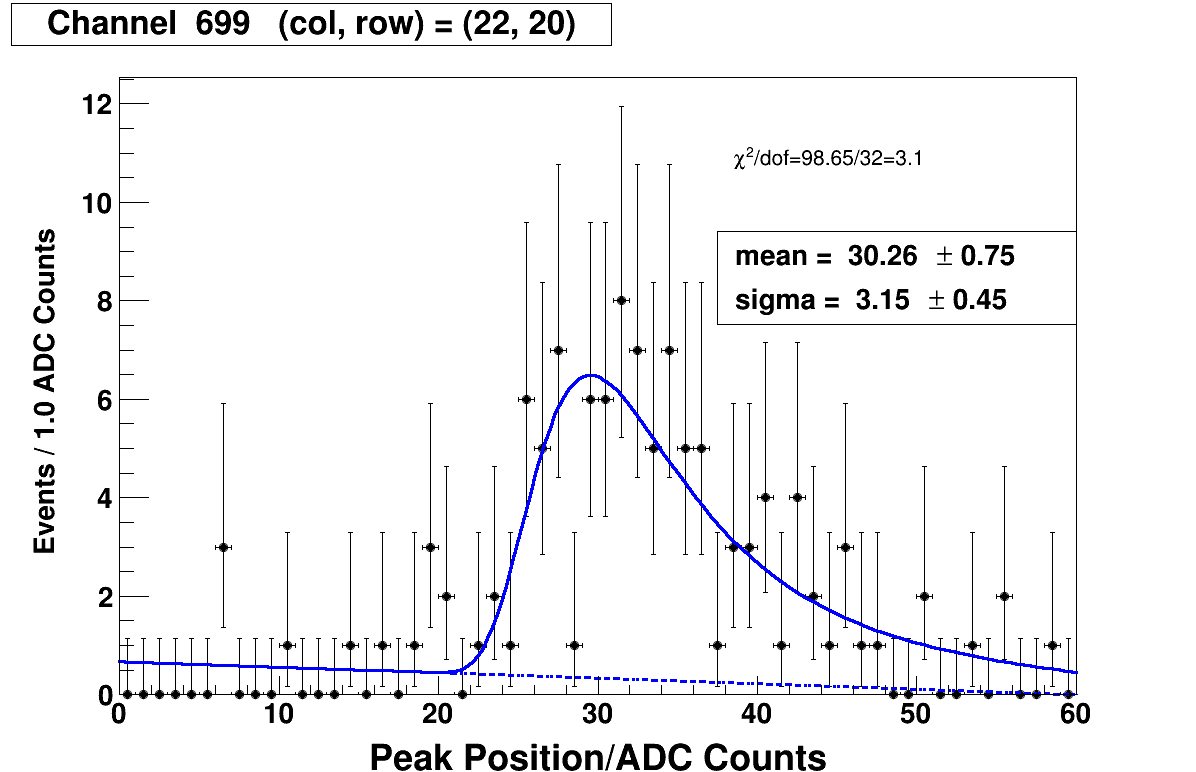 Channel 699 (col, row) = (22, 20)
χ²/dof=98.65/32=3.1
mean = 30.26 ± 0.75
sigma = 3.15 ± 0.45
Events / 1.0 ADC Counts
12
10
8
6
4
2
0
0 10 20 30 40 50 60
Peak Position/ADC Counts